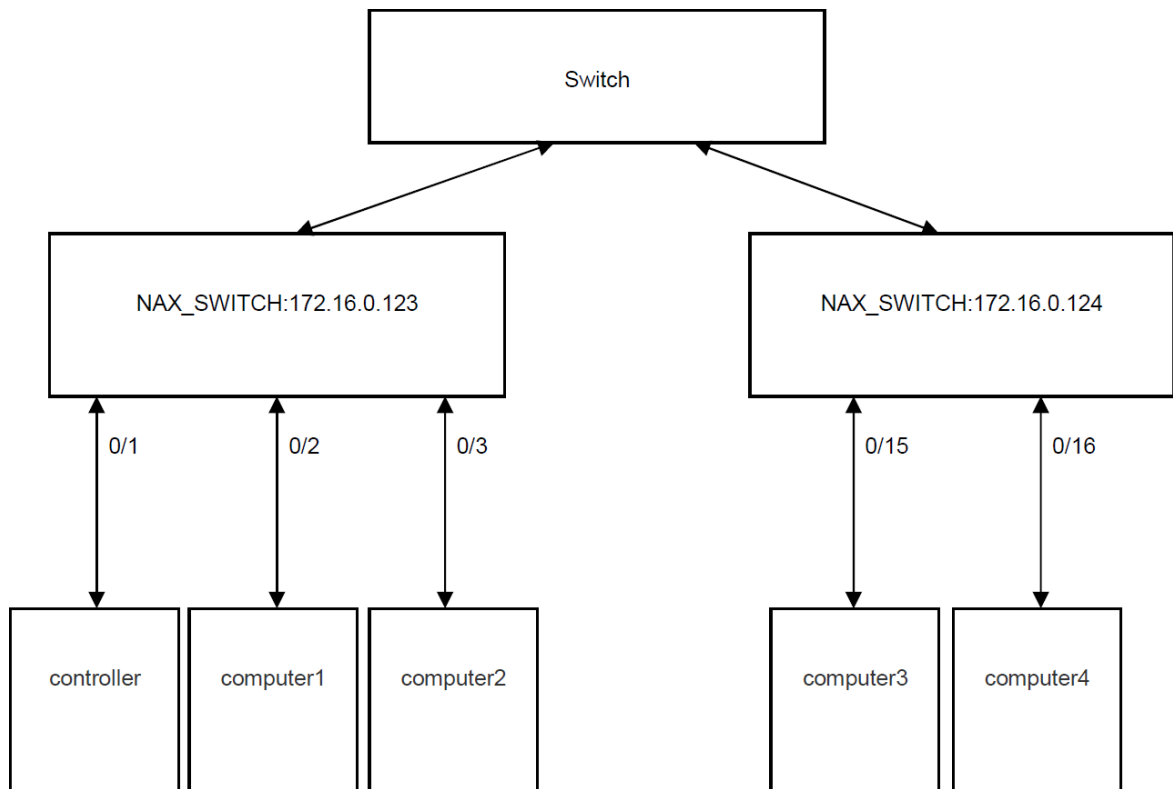 Switch
NAX_SWITCH:172.16.0.123
NAX_SWITCH:172.16.0.124
0/1
0/2
0/3
0/15
0/16
controller
computer1
computer2
computer3
computer4